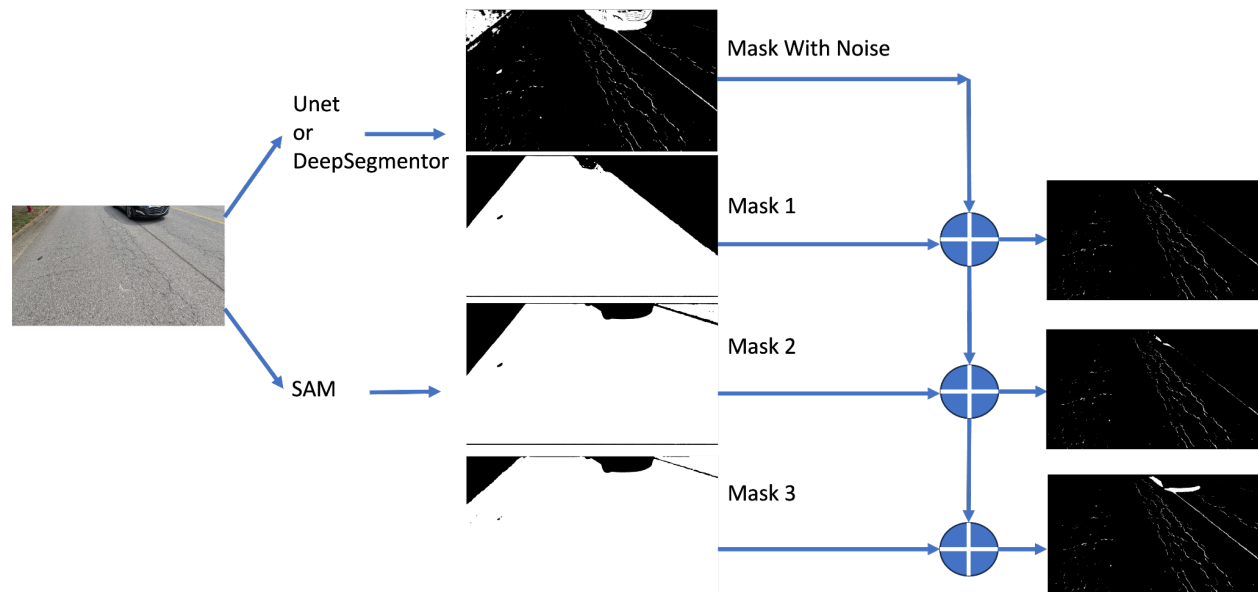 Mask With Noise
Unet
or
DeepSegmentor
Mask 1
Mask 2
SAM
Mask 3